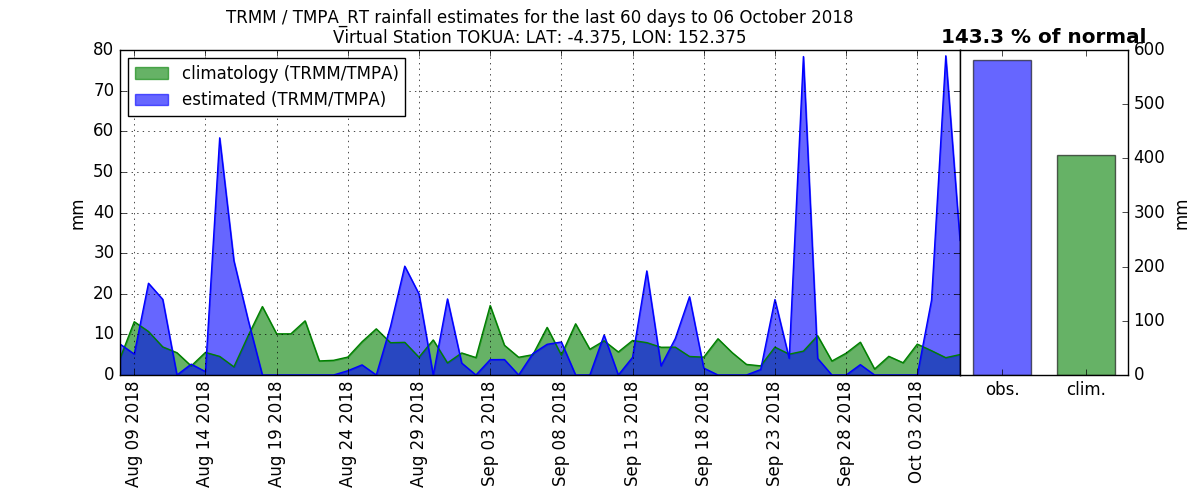 TRMM / TMPA_RT rainfall estimates for the last 60 days to 06 October 2018
Virtual Station TOKUA: LAT: -4.375, LON: 152.375
143.3 % of normal
climatology (TRMM/TMPA)
estimated (TRMM/TMPA)
80
70
60
50
40
30
20
10
0
mm
Aug 09 2018
Aug 14 2018
Aug 19 2018
Aug 24 2018
Aug 29 2018
Sep 03 2018
Sep 08 2018
Sep 13 2018
Sep 18 2018
Sep 23 2018
Sep 28 2018
Oct 03 2018
600
500
400
300
200
100
0
mm
obs.
clim.